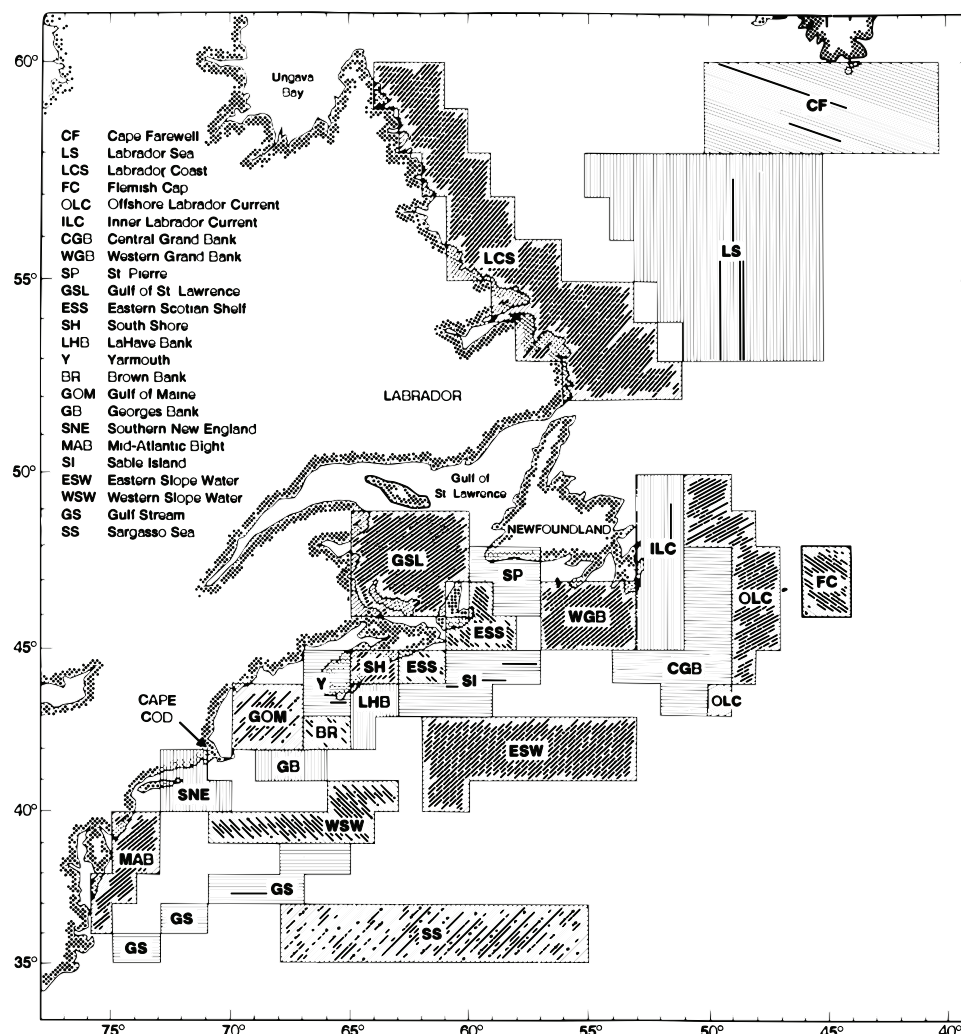 60°
55°
50°
45°
40°
35°
75°
70°
65°
60°
55°
50°
45°
40°
CF Cape Farewell
LS Labrador Sea
LCS Labrador Coast
FC Flemish Cap
OLC Offshore Labrador Current
ILC Inner Labrador Current
CGB Central Grand Bank
WGB Western Grand Bank
SP St Pierre
GSL Gulf of St Lawrence
ESS Eastern Scotian Shelf
SH South Shore
LHB LaHave Bank
Y Yarmouth
BR Brown Bank
GOM Gulf of Maine
GB Georges Bank
SNE Southern New England
MAB Mid-Atlantic Bight
SI Sable Island
ESW Eastern Slope Water
WSW Western Slope Water
GS Gulf Stream
SS Sargasso Sea
Ungava
Bay
CF
LCS
LS
LABRADOR
Gulf of
St Lawrence
NEWFOUNDLAND
GSL
SP
ILC
OLC
FC
WGB
ESS
CGB
SH
ESS
Y
SI
LHB
OLC
CAPE
COD
GOM
BR
ESW
GB
SNE
WSW
MAB
GS
GS
GS
SS